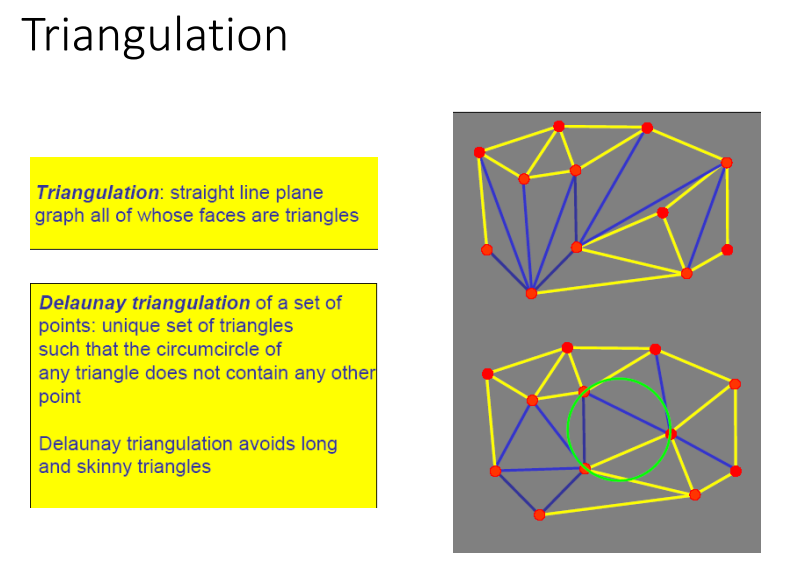 Triangulation
Triangulation: straight line plane
graph all of whose faces are triangles
Delaunay triangulation of a set of
points: unique set of triangles
such that the circumcircle of
any triangle does not contain any other
point
Delaunay triangulation avoids long
and skinny triangles